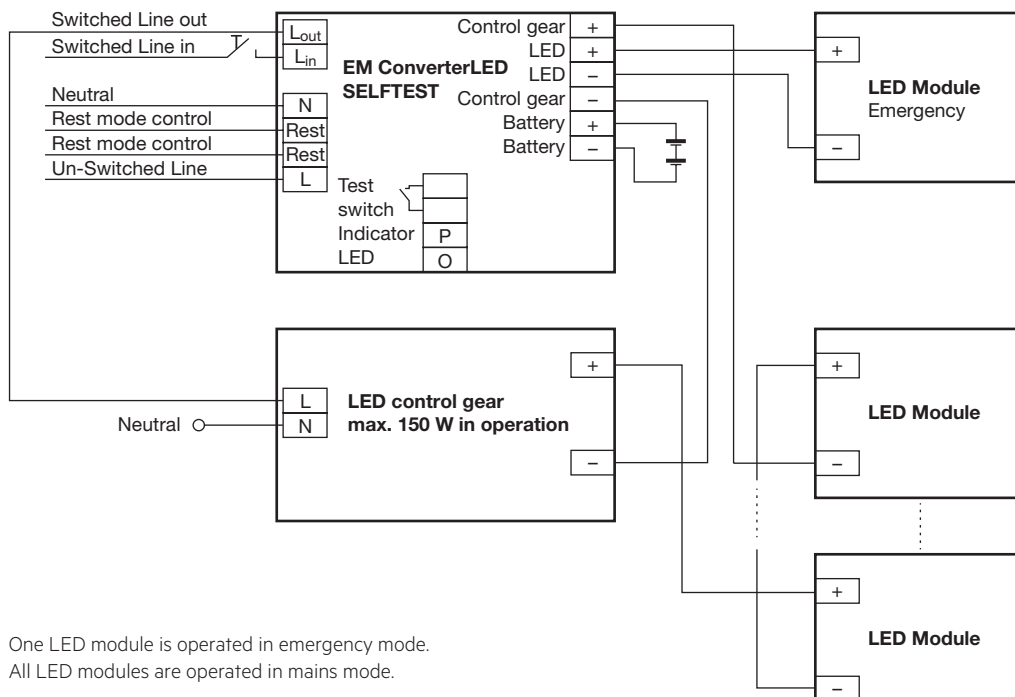 Switched Line out
Switched Line in
Neutral
Rest mode control
Rest mode control
Un-Switched Line
Lout
Lin
N
Rest
Rest
L
EM ConverterLED
SELFTEST
Control gear +
LED +
LED –
Control gear –
Battery +
Battery –
Test
switch
Indicator P
LED O
+
–
LED Module
Emergency
Neutral
L
N
LED control gear
max. 150 W in operation
+
–
+
–
LED Module
+
–
LED Module
One LED module is operated in emergency mode.
All LED modules are operated in mains mode.